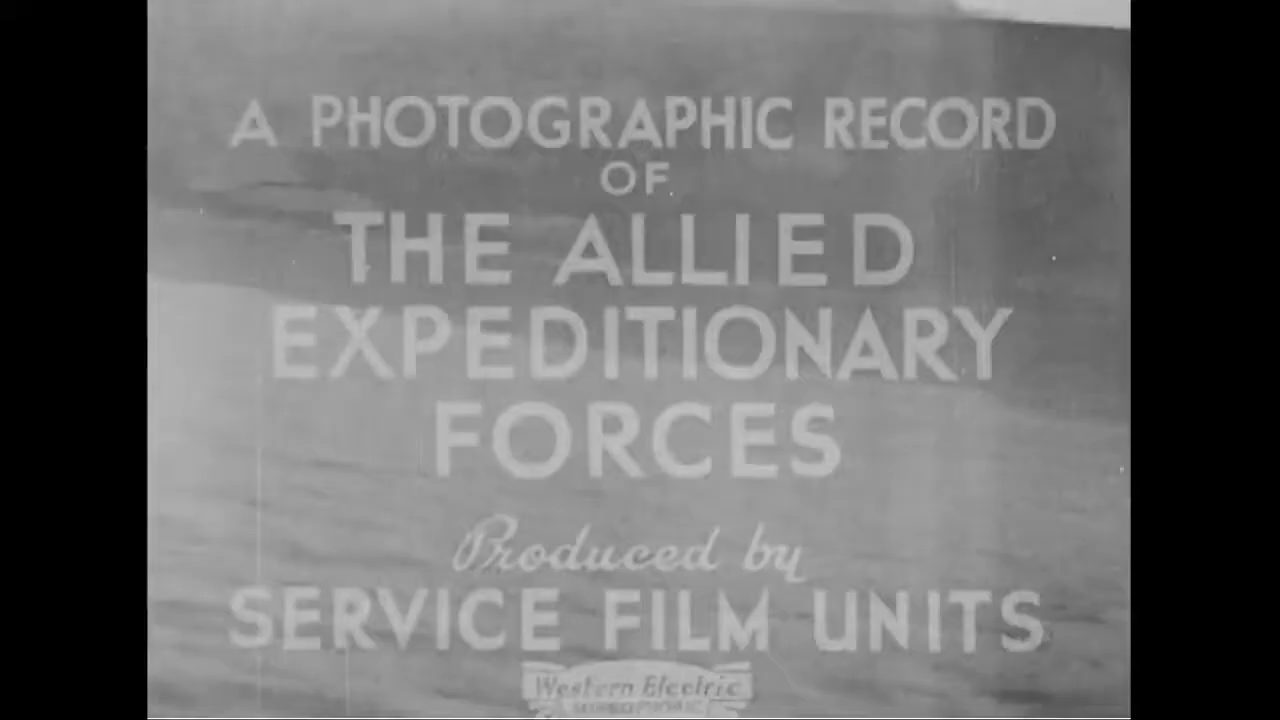 A PHOTOGRAPHIC RECORD
OF
THE ALLIED
EXPEDITIONARY
FORCES
Produced by
SERVICE FILM UNITS
Western Electric